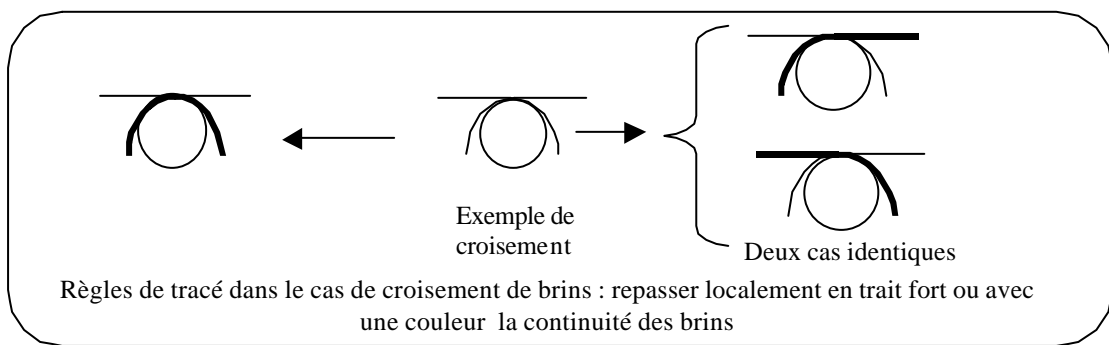 Exemple de
croisement
Deux cas identiques
Règles de tracé dans le cas de croisement de brins : repasser localement en trait fort ou avec
une couleur la continuité des brins